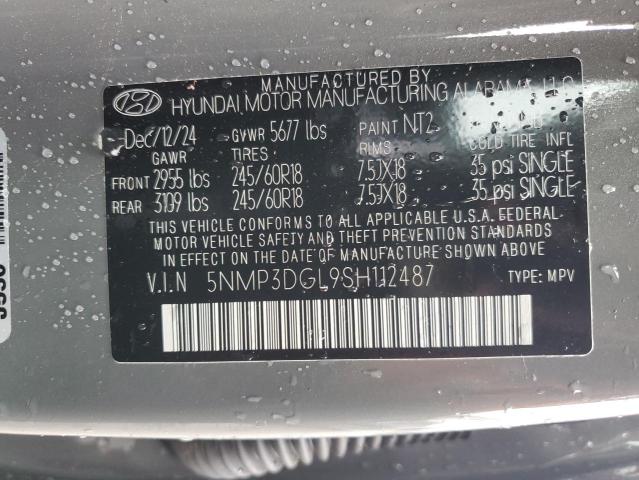 MANUFACTURED BY
HYUNDAI MOTOR MANUFACTURING ALABAMA, LLC
Dec/12/24 GVWR 5677 lbs PAINT NT2
GAWR TIRES RIMS COLD TIRE INFL
FRONT 2955 lbs 245/60R18 7.5JX18 35 psi SINGLE
REAR 3109 lbs 245/60R18 7.5JX18 35 psi SINGLE
THIS VEHICLE CONFORMS TO ALL APPLICABLE U.S.A. FEDERAL
MOTOR VEHICLE SAFETY AND THEFT PREVENTION STANDARDS
IN EFFECT ON THE DATE OF MANUFACTURE SHOWN ABOVE.
V.I.N 5NMP3DGL9SH112487 TYPE: MPV